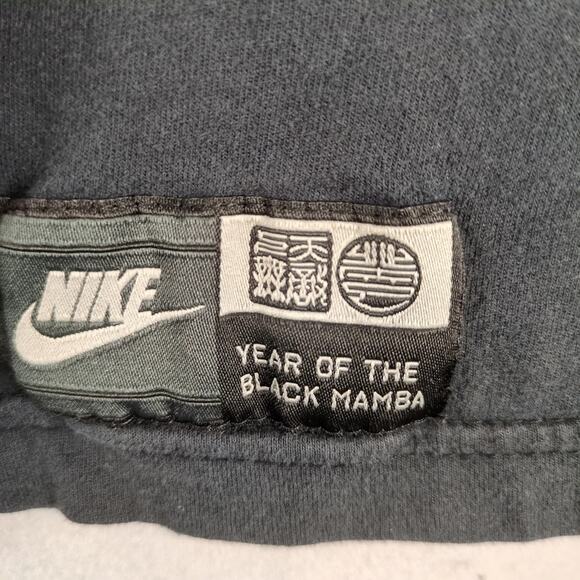 NIKE
YEAR OF THE
BLACK MAMBA